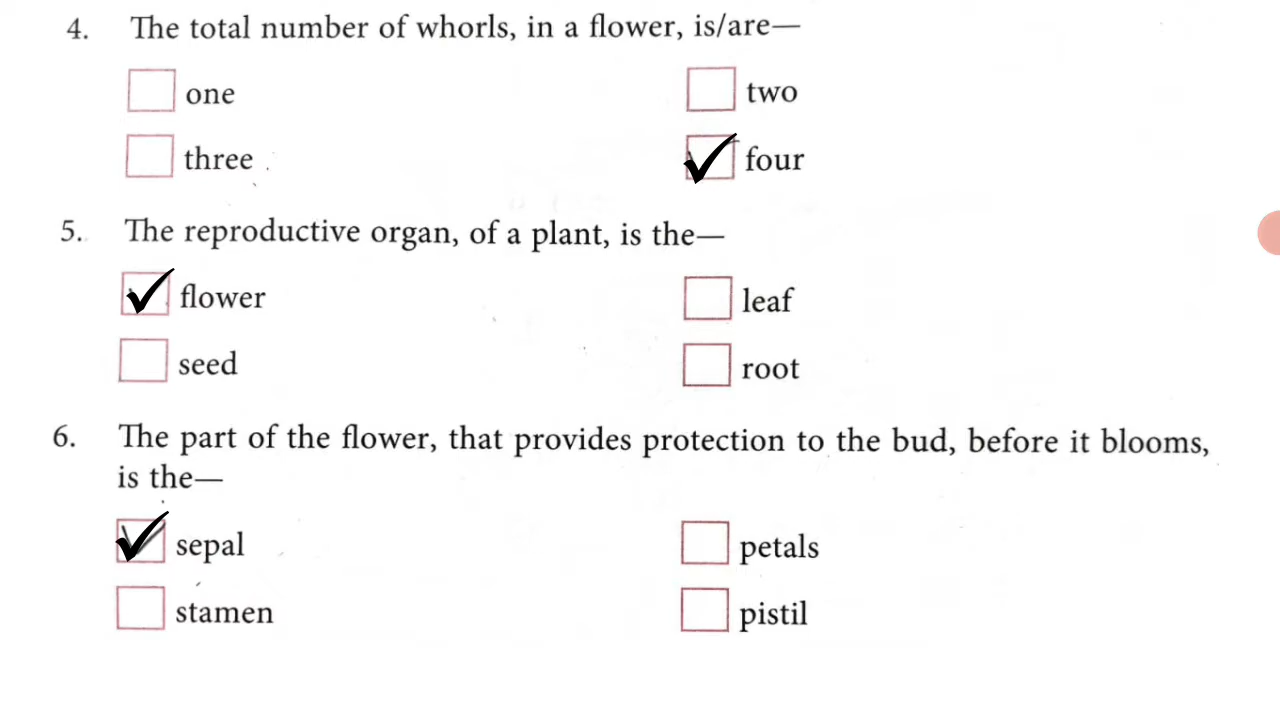 4. The total number of whorls, in a flower, is/are—
one two
three four
5. The reproductive organ, of a plant, is the—
flower leaf
seed root
6. The part of the flower, that provides protection to the bud, before it blooms,
is the—
sepal petals
stamen pistil